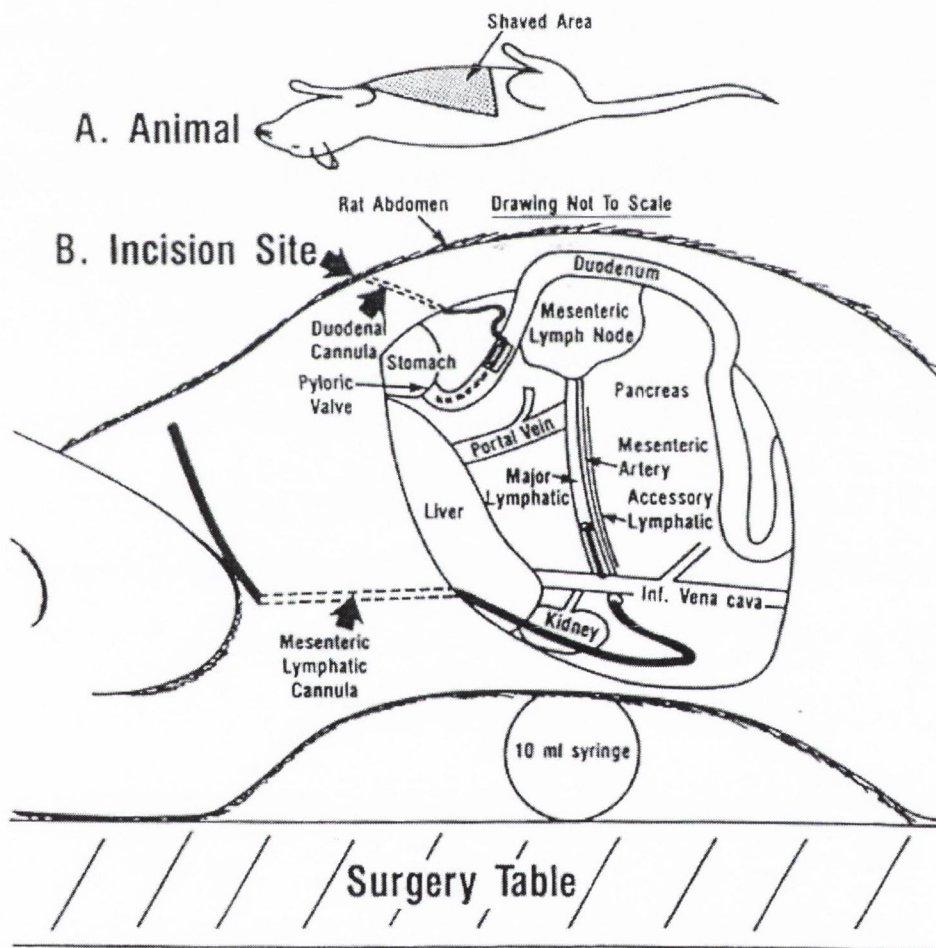 Shaved Area
A. Animal
Rat Abdomen
Drawing Not To Scale
B. Incision Site
Duodenum
Duodenal
Cannula
Mesenteric
Lymph Node
Stomach
Pyloric
Valve
Pancreas
Portal Vein
Mesenteric
Artery
Major
Lymphatic
Accessory
Lymphatic
Liver
Inf. Vena cava
Kidney
Mesenteric
Lymphatic
Cannula
10 ml syringe
Surgery Table